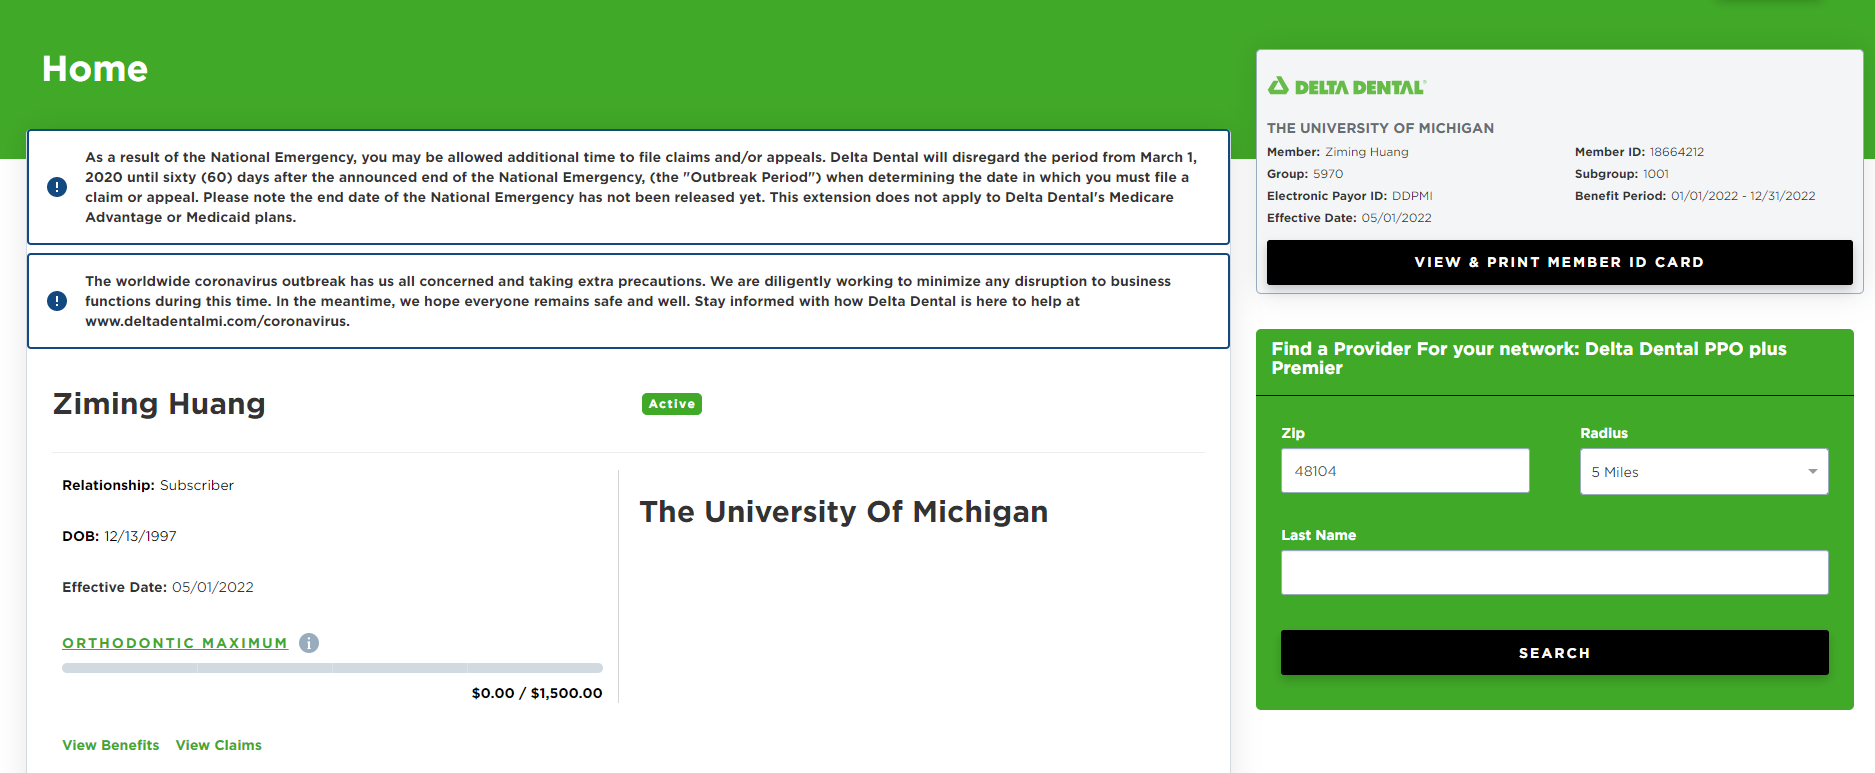 Home
As a result of the National Emergency, you may be allowed additional time to file claims and/or appeals. Delta Dental will disregard the period from March 1,
2020 until sixty (60) days after the announced end of the National Emergency, (the "Outbreak Period") when determining the date in which you must file a
claim or appeal. Please note the end date of the National Emergency has not been released yet. This extension does not apply to Delta Dental's Medicare
Advantage or Medicaid plans.
The worldwide coronavirus outbreak has us all concerned and taking extra precautions. We are diligently working to minimize any disruption to business
functions during this time. In the meantime, we hope everyone remains safe and well. Stay informed with how Delta Dental is here to help at
www.deltadentalmi.com/coronavirus.
Ziming Huang
Active
Relationship: Subscriber
DOB: 12/13/1997
Effective Date: 05/01/2022
ORTHODONTIC MAXIMUM
$0.00 / $1,500.00
The University Of Michigan
View Benefits View Claims
DELTA DENTAL
THE UNIVERSITY OF MICHIGAN
Member: Ziming Huang
Member ID: 18664212
Group: 5970
Subgroup: 1001
Electronic Payor ID: DDPMI
Benefit Period: 01/01/2022 - 12/31/2022
Effective Date: 05/01/2022
VIEW & PRINT MEMBER ID CARD
Find a Provider For your network: Delta Dental PPO plus
Premier
Zip
Radius
48104
5 Miles
Last Name
SEARCH